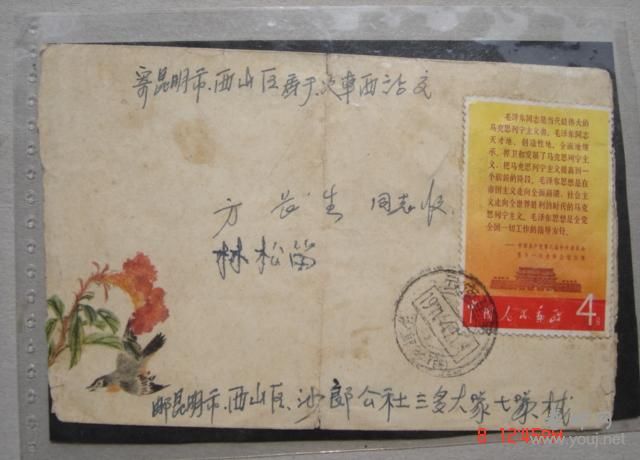 寄昆明市.西山区 汽車西站交
毛泽东同志是当代最伟大的
马克思列宁主义者。毛泽东同志
天才地、创造性地、全面地继
承、捍卫和发展了马克思列宁主
义，把马克思列宁主义提高到一
个崭新的阶段。毛泽东思想是在
帝国主义走向全面崩溃，社会主
义走向全世界胜利的时代的马克
思列宁主义。毛泽东思想是全党
全国一切工作的指导方针。
中国人民邮政 4分
方 长生 同志收
林松笛
邮昆明市.西山区.沙郎公社三多大队七队械
www.youj.net